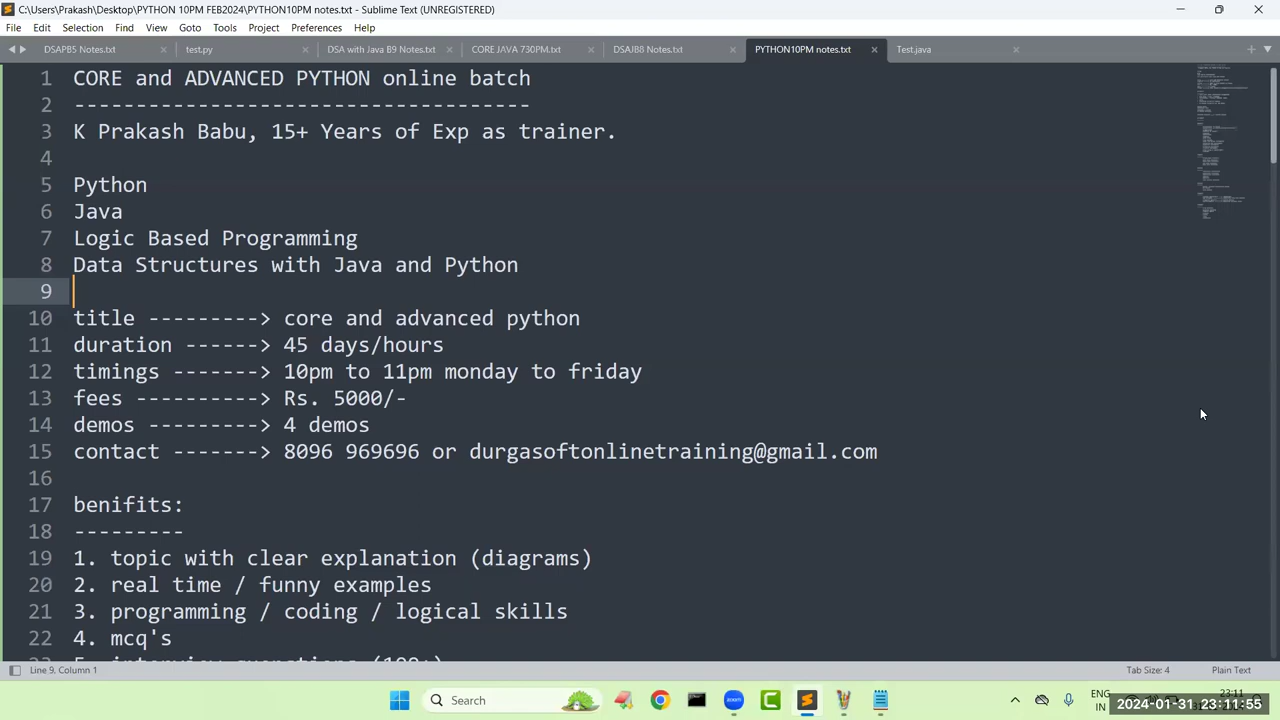 C:\Users\Prakash\Desktop\PYTHON 10PM FEB2024\PYTHON10PM notes.txt - Sublime Text (UNREGISTERED)
File Edit Selection Find View Goto Tools Project Preferences Help
DSAPB5 Notes.txt test.py DSA with Java B9 Notes.txt CORE JAVA 730PM.txt DSAJB8 Notes.txt PYTHON10PM notes.txt Test.java
1 CORE and ADVANCED PYTHON online batch
2 -------------------------------------
3 K Prakash Babu, 15+ Years of Exp as trainer.
4
5 Python
6 Java
7 Logic Based Programming
8 Data Structures with Java and Python
9
10 title ---------> core and advanced python
11 duration ------> 45 days/hours
12 timings -------> 10pm to 11pm monday to friday
13 fees ----------> Rs. 5000/-
14 demos ---------> 4 demos
15 contact -------> 8096 969696 or durgasoftonlinetraining@gmail.com
16
17 benifits:
18 ---------
19 1. topic with clear explanation (diagrams)
20 2. real time / funny examples
21 3. programming / coding / logical skills
22 4. mcq's
Line 9, Column 1 Tab Size: 4 Plain Text
Search ENG 23:11
IN 2024-01-31 23:11:55